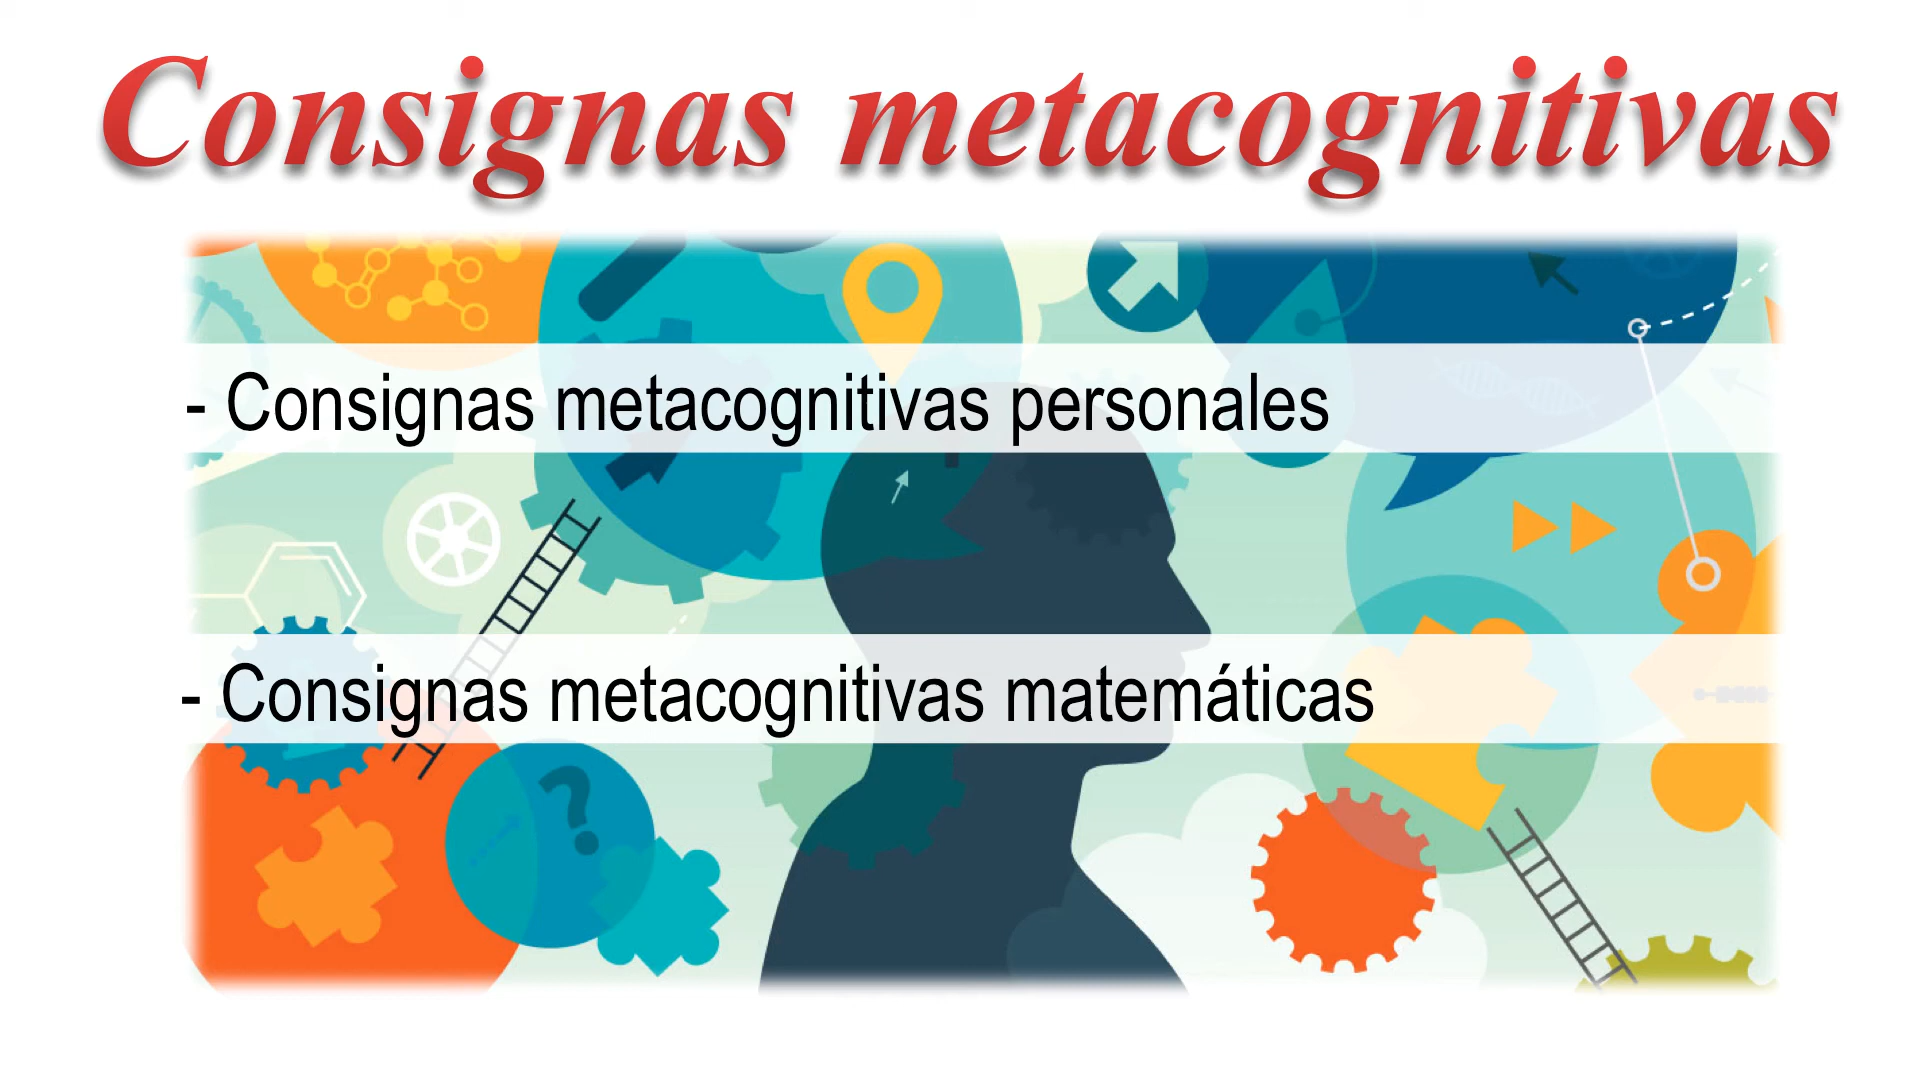 Consignas metacognitivas
- Consignas metacognitivas personales
- Consignas metacognitivas matemáticas
?